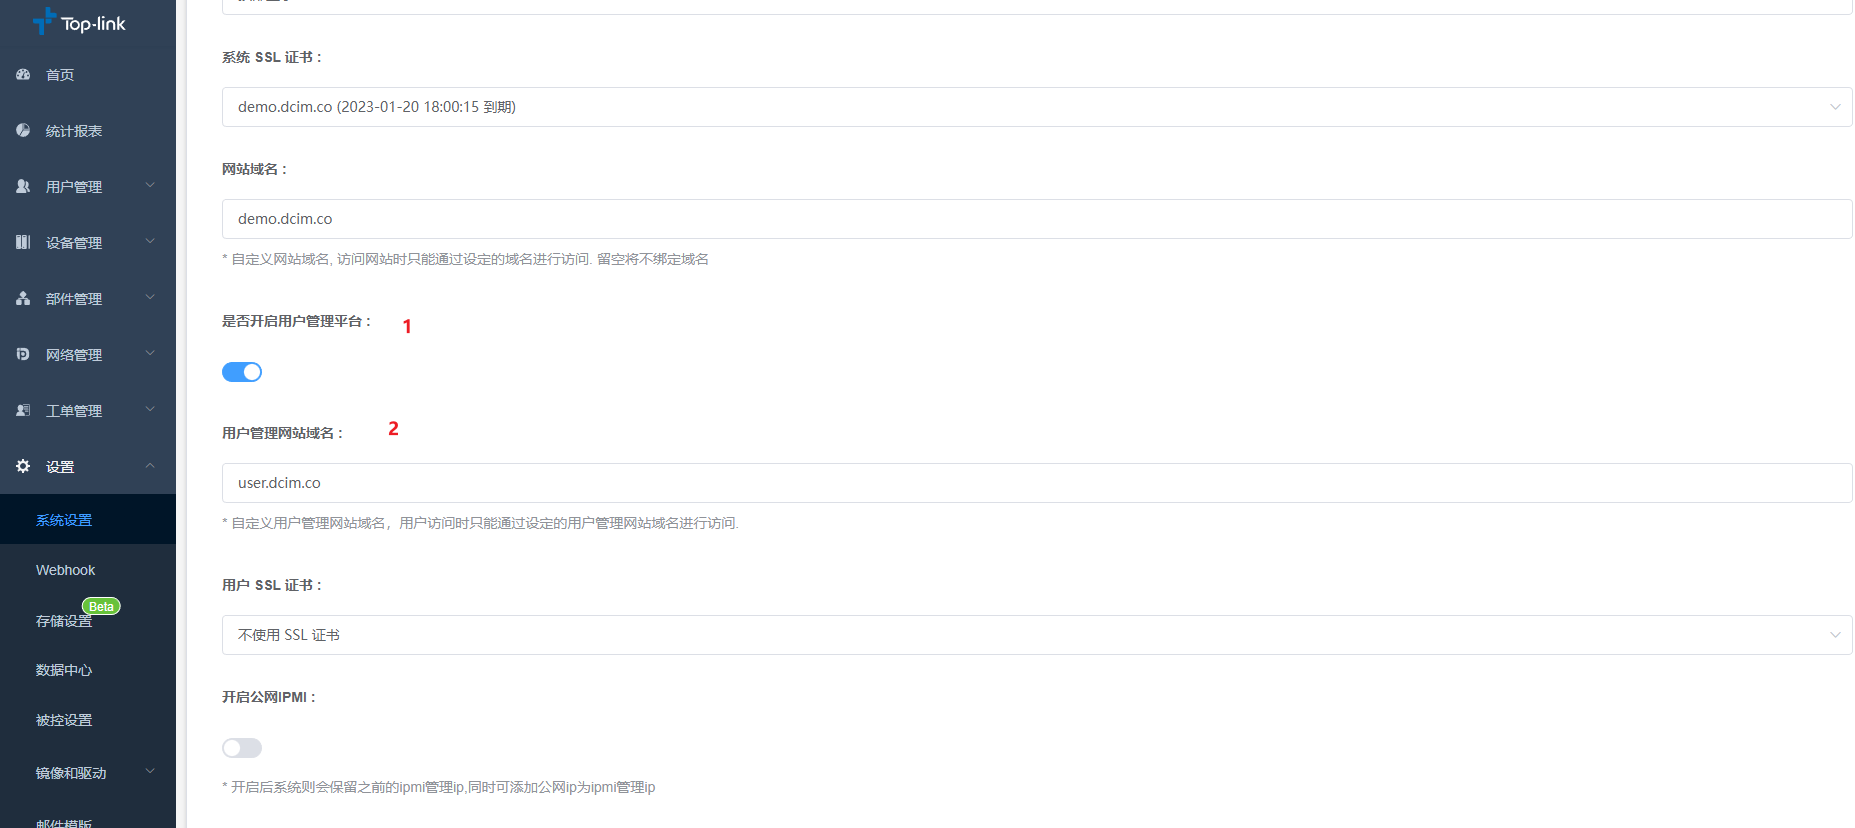 Top-link
首页
统计报表
用户管理
设备管理
部件管理
网络管理
工单管理
设置
系统设置
Webhook
Beta
存储设置
数据中心
被控设置
镜像和驱动
邮件模版
系统 SSL 证书 :
demo.dcim.co (2023-01-20 18:00:15 到期)
网站域名 :
demo.dcim.co
* 自定义网站域名, 访问网站时只能通过设定的域名进行访问. 留空将不绑定域名
是否开启用户管理平台 : 1
用户管理网站域名 : 2
user.dcim.co
* 自定义用户管理网站域名，用户访问时只能通过设定的用户管理网站域名进行访问.
用户 SSL 证书 :
不使用 SSL 证书
开启公网IPMI :
* 开启后系统则会保留之前的ipmi管理ip,同时可添加公网ip为ipmi管理ip